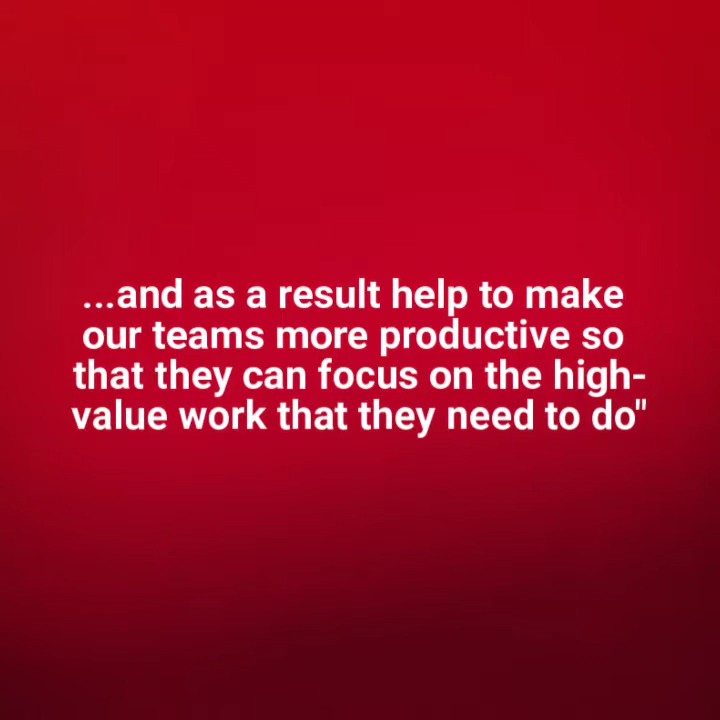 ...and as a result help to make
our teams more productive so
that they can focus on the high-
value work that they need to do"